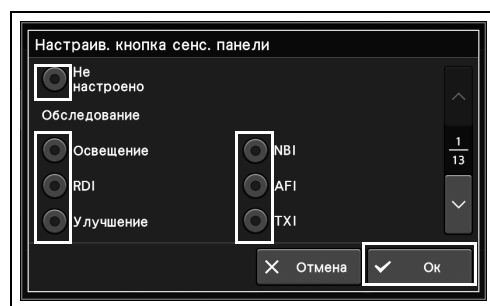 Настраив. кнопка сенс. панели
Не
настроено
Обследование
Освещение
NBI
RDI
AFI
Улучшение
TXI
1
13
Отмена
Ок